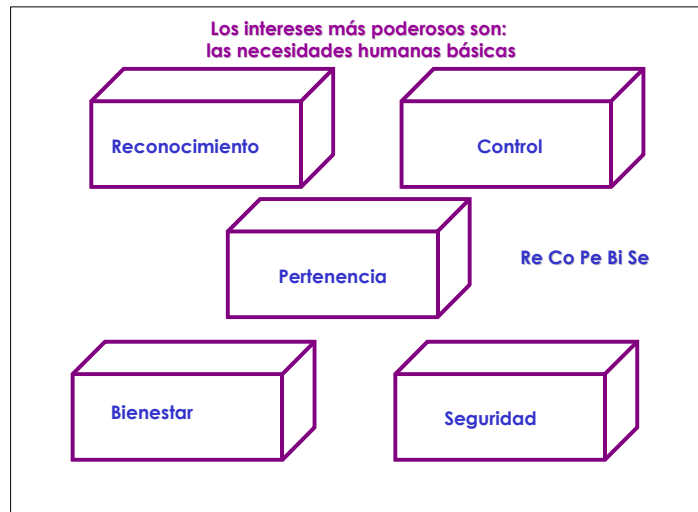 Los intereses más poderosos son:
las necesidades humanas básicas
Reconocimiento
Control
Pertenencia
Re Co Pe Bi Se
Bienestar
Seguridad